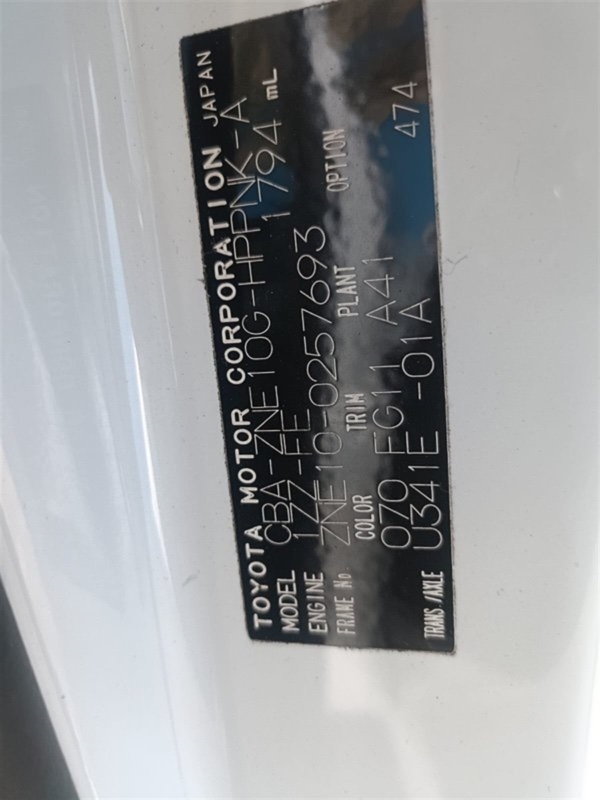 TOYOTA MOTOR CORPORATION JAPAN
MODEL CBA-ZNE10G-HPPNK-A
ENGINE 1ZZ-FE 1794 mL
FRAME No. ZNE10-0257693
COLOR TRIM PLANT OPTION
070 FG11 A41 474
TRANS./AXLE U341E -01A